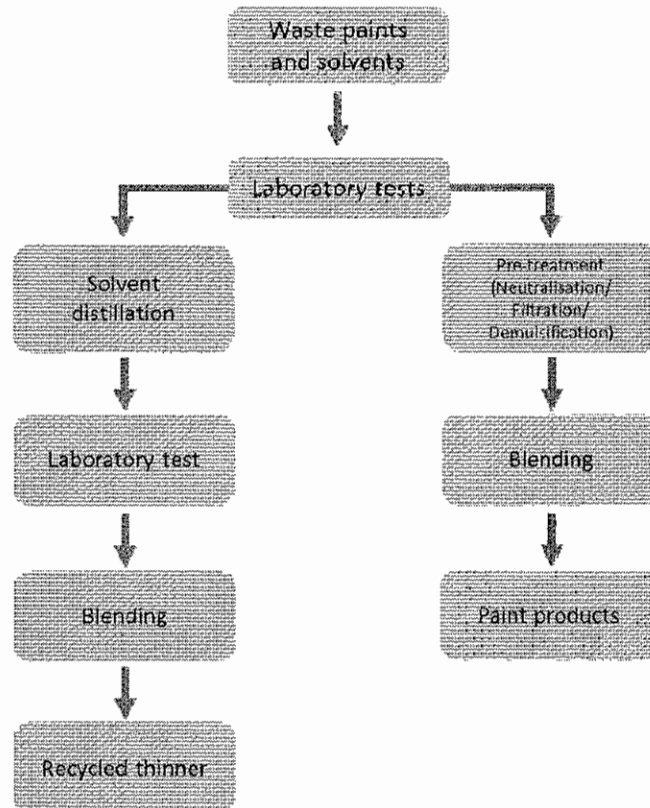 Waste paints
and solvents
Laboratory tests
Solvent
distillation
Pre-treatment
(Neutralisation/
Filtration/
Demulsification)
Laboratory test
Blending
Blending
Paint products
Recycled thinner